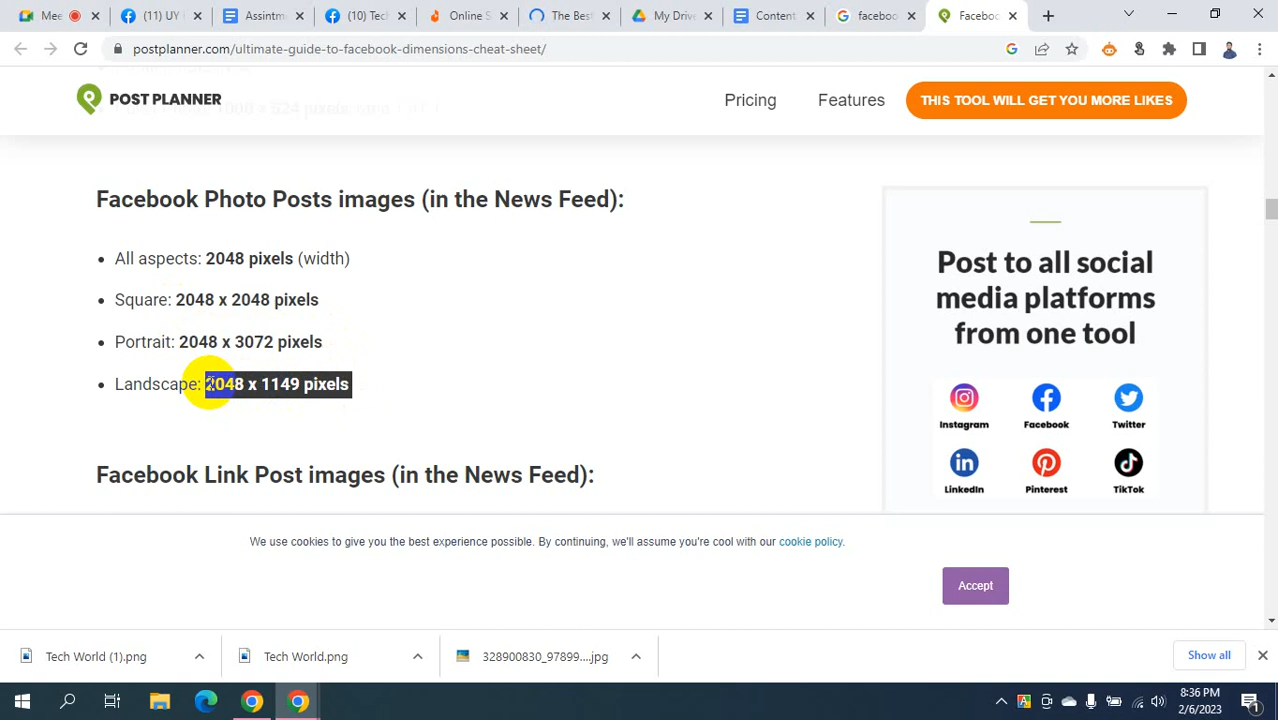 Mee
(11) UY
Assintme
(10) Tech
Online S
The Best
My Drive
Content
faceboo
Faceboo
postplanner.com/ultimate-guide-to-facebook-dimensions-cheat-sheet/
POST PLANNER
Pricing
Features
THIS TOOL WILL GET YOU MORE LIKES
Facebook Photo Posts images (in the News Feed):
• All aspects: 2048 pixels (width)
• Square: 2048 x 2048 pixels
• Portrait: 2048 x 3072 pixels
• Landscape: 2048 x 1149 pixels
Facebook Link Post images (in the News Feed):
Post to all social
media platforms
from one tool
Instagram
Facebook
Twitter
LinkedIn
Pinterest
TikTok
We use cookies to give you the best experience possible. By continuing, we'll assume you're cool with our cookie policy.
Accept
Tech World (1).png
Tech World.png
328900830_97899....jpg
Show all
8:36 PM
2/6/2023